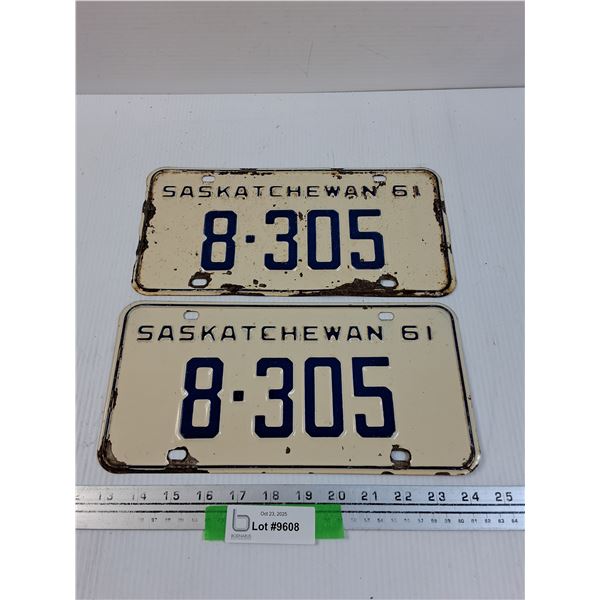 SASKATCHEWAN 61
8·305
SASKATCHEWAN 61
8·305
13 14 15 16 17 18 19 20 21 22 23 24 25
Oct 23, 2025
Lot #9608